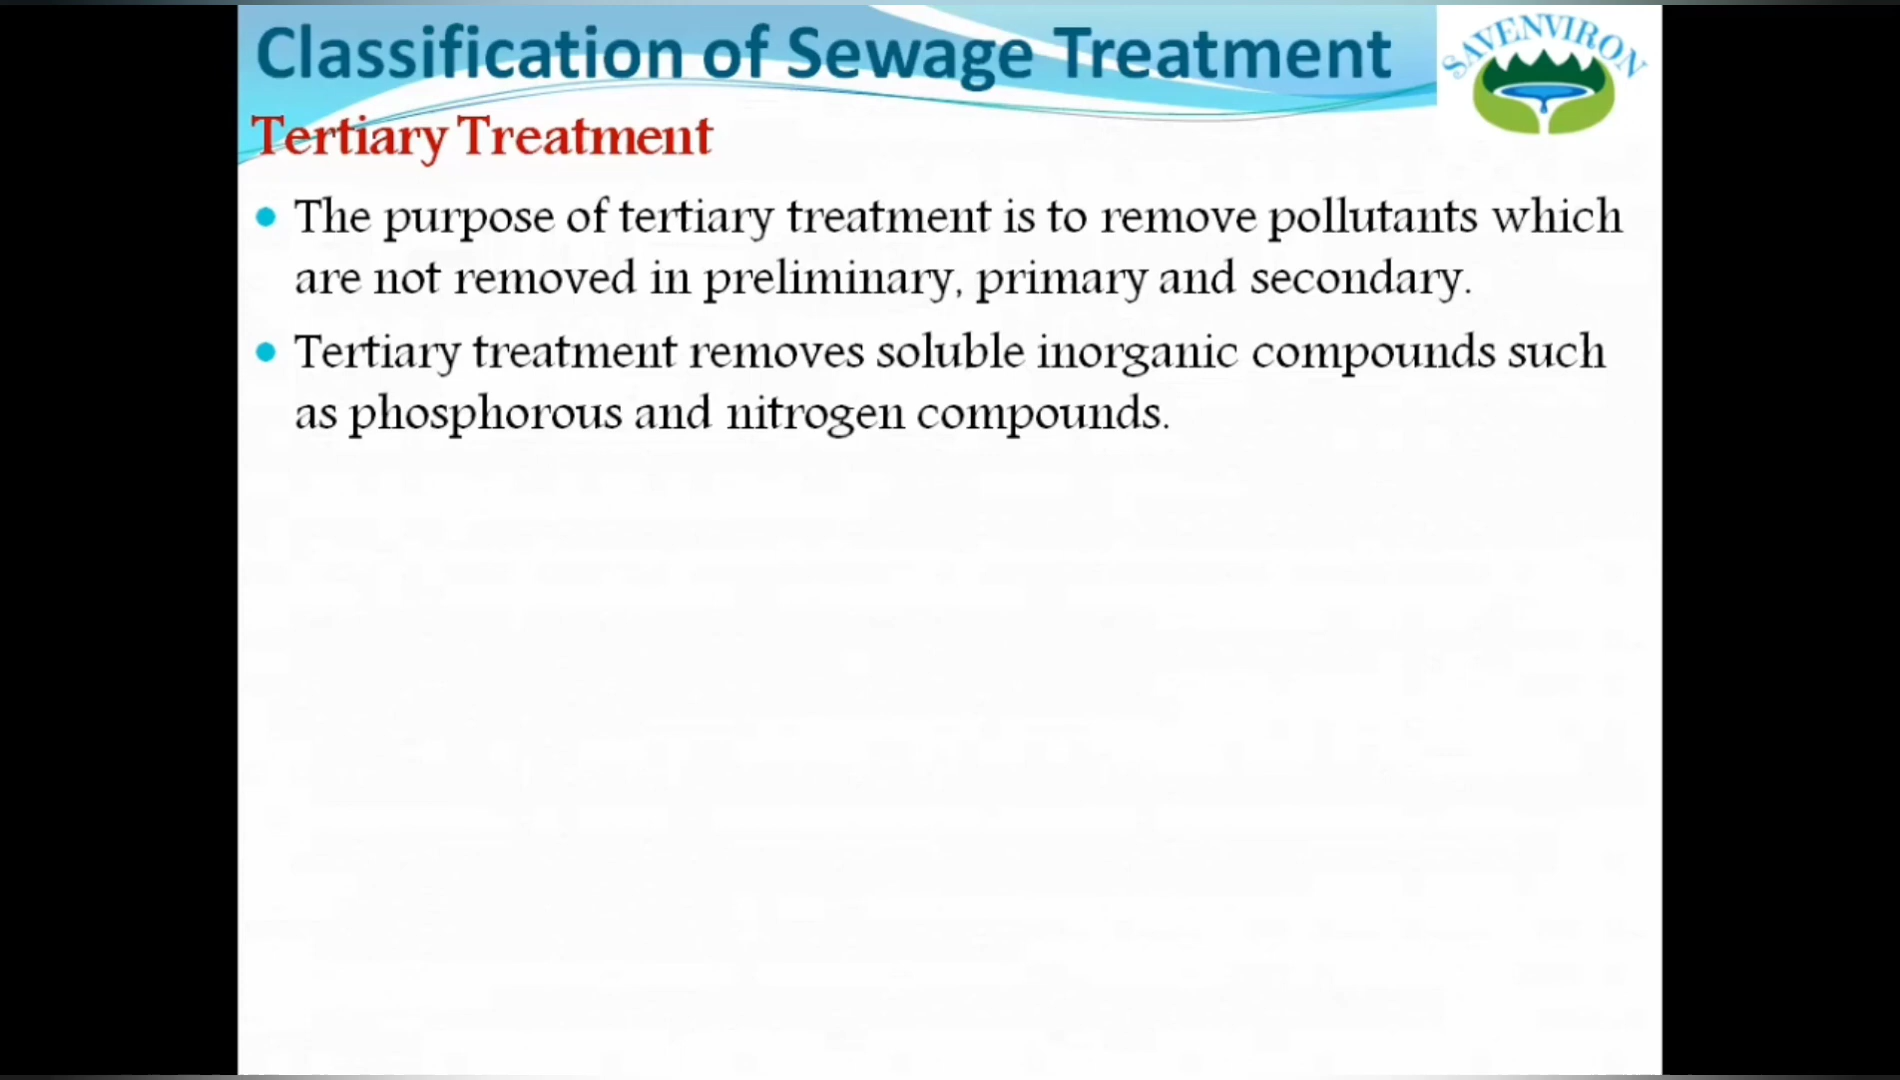 Classification of Sewage Treatment
SAVENVIRON
Tertiary Treatment
The purpose of tertiary treatment is to remove pollutants which
are not removed in preliminary, primary and secondary.
Tertiary treatment removes soluble inorganic compounds such
as phosphorous and nitrogen compounds.